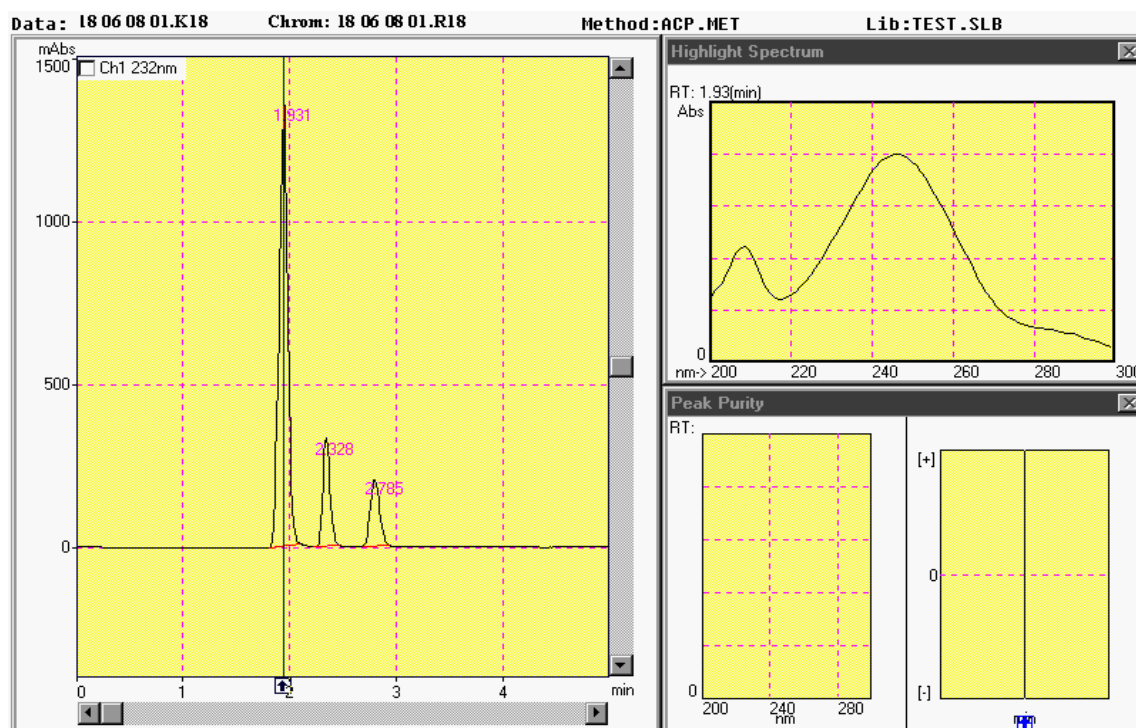 Data: 18 06 08 01.K18 Chrom: 18 06 08 01.R18 Method:ACP.MET Lib:TEST.SLB
mAbs
1500
Ch1 232nm
1.931
1000
500
2.328
2.785
0
0 1 2 3 4 min
Highlight Spectrum
RT: 1.93(min)
Abs
0
nm-> 200 220 240 260 280 300
Peak Purity
RT:
0
200 240 280
nm
[+]
0
[-]